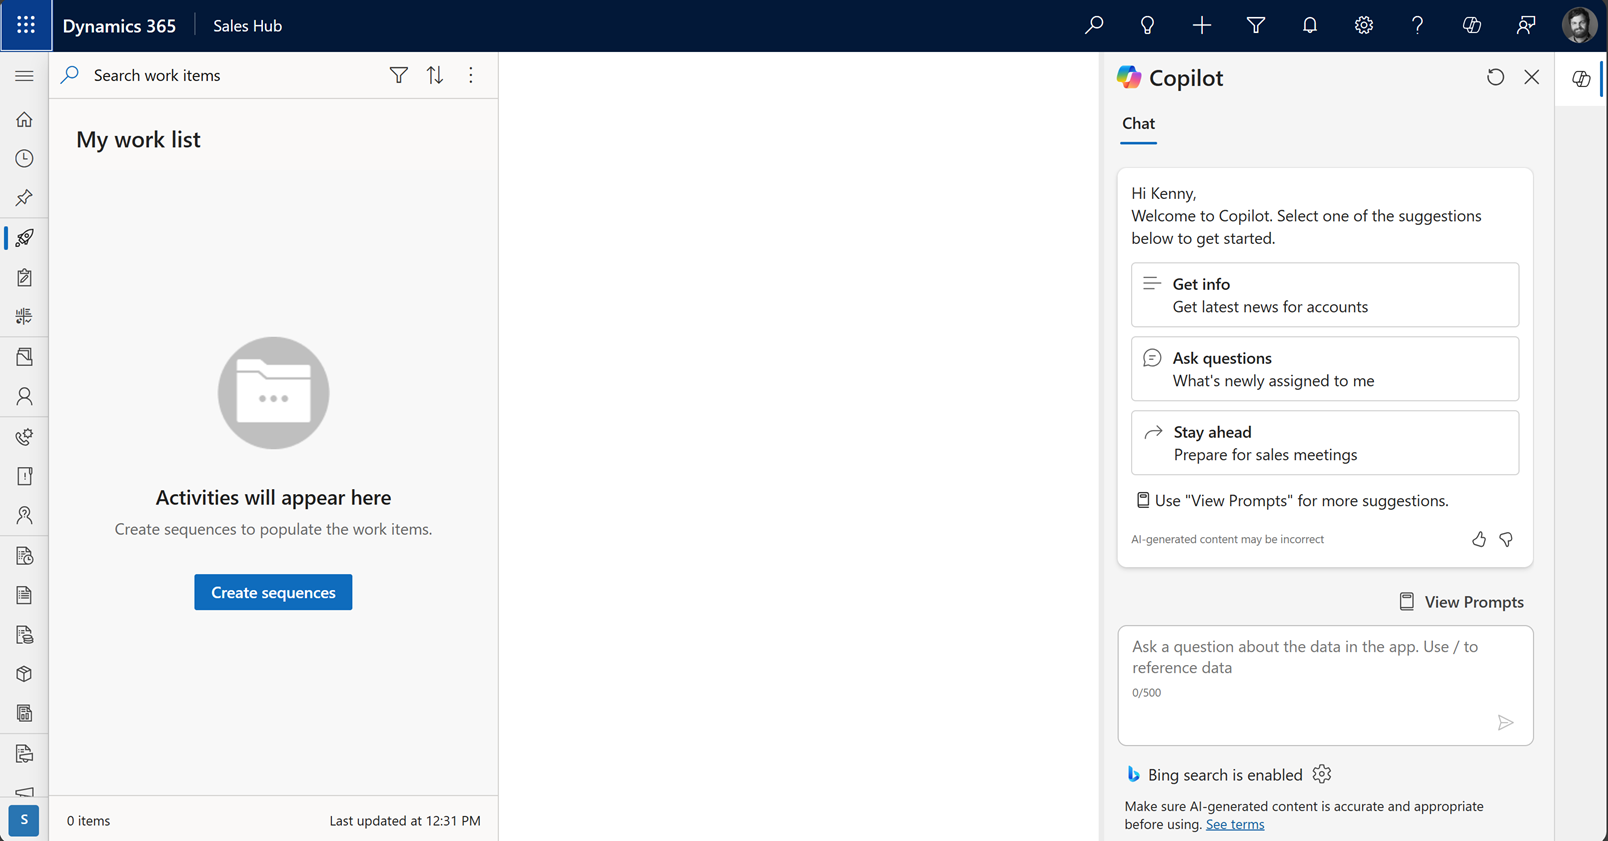 Dynamics 365
Sales Hub
Search work items
My work list
Activities will appear here
Create sequences to populate the work items.
Create sequences
0 items
Last updated at 12:31 PM
S
Copilot
Chat
Hi Kenny,
Welcome to Copilot. Select one of the suggestions
below to get started.
Get info
Get latest news for accounts
Ask questions
What's newly assigned to me
Stay ahead
Prepare for sales meetings
Use "View Prompts" for more suggestions.
AI-generated content may be incorrect
View Prompts
Ask a question about the data in the app. Use / to
reference data
0/500
Bing search is enabled
Make sure AI-generated content is accurate and appropriate
before using. See terms